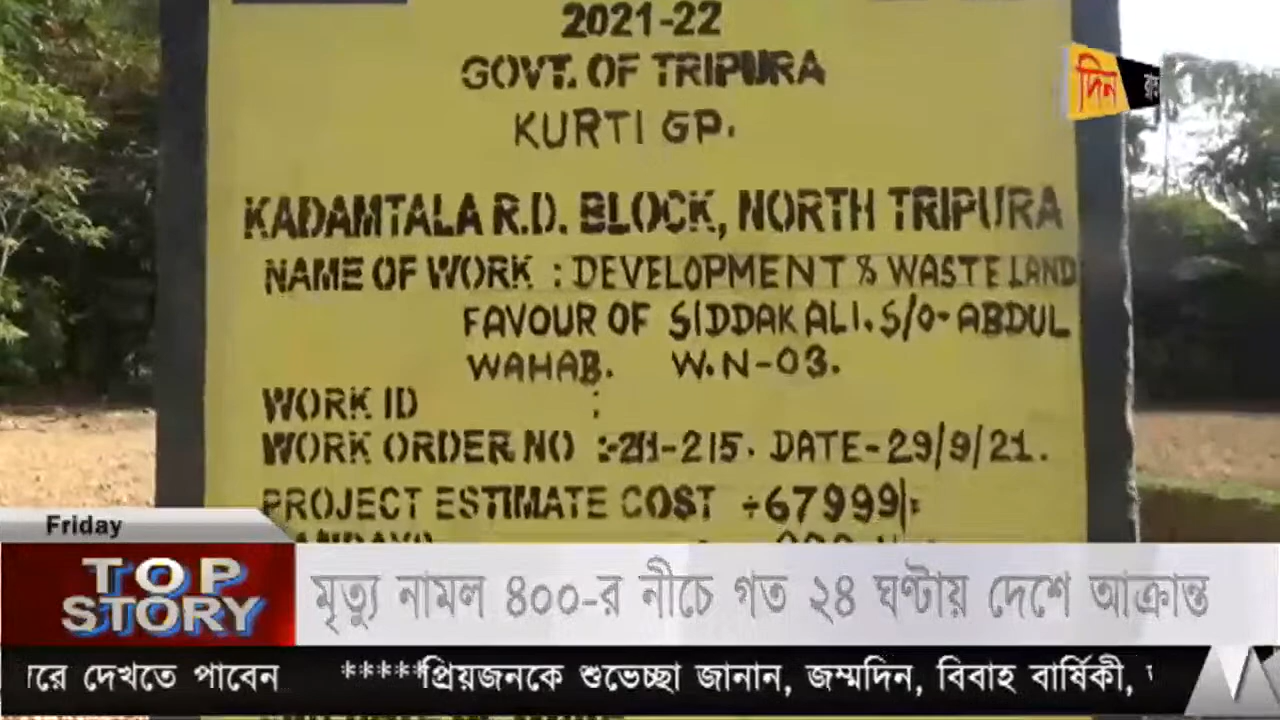 2021-22
GOVT. OF TRIPURA
KURTI GP.
KADAMTALA R.D. BLOCK, NORTH TRIPURA
NAME OF WORK : DEVELOPMENT & WASTE LAND
FAVOUR OF SIDDAK ALI. S/O- ABDUL
WAHAB. W.N-03.
WORK ID :
WORK ORDER NO :-211-215. DATE-29/9/21.
PROJECT ESTIMATE COST ÷67999/:
দিন
Friday
TOP
STORY
মৃত্যু নামল ৪০০-র নীচে গত ২৪ ঘণ্টায় দেশে আক্রান্ত
রে দেখতে পাবেন *****প্রিয়জনকে শুভেচ্ছা জানান, জন্মদিন, বিবাহ বার্ষিকী,